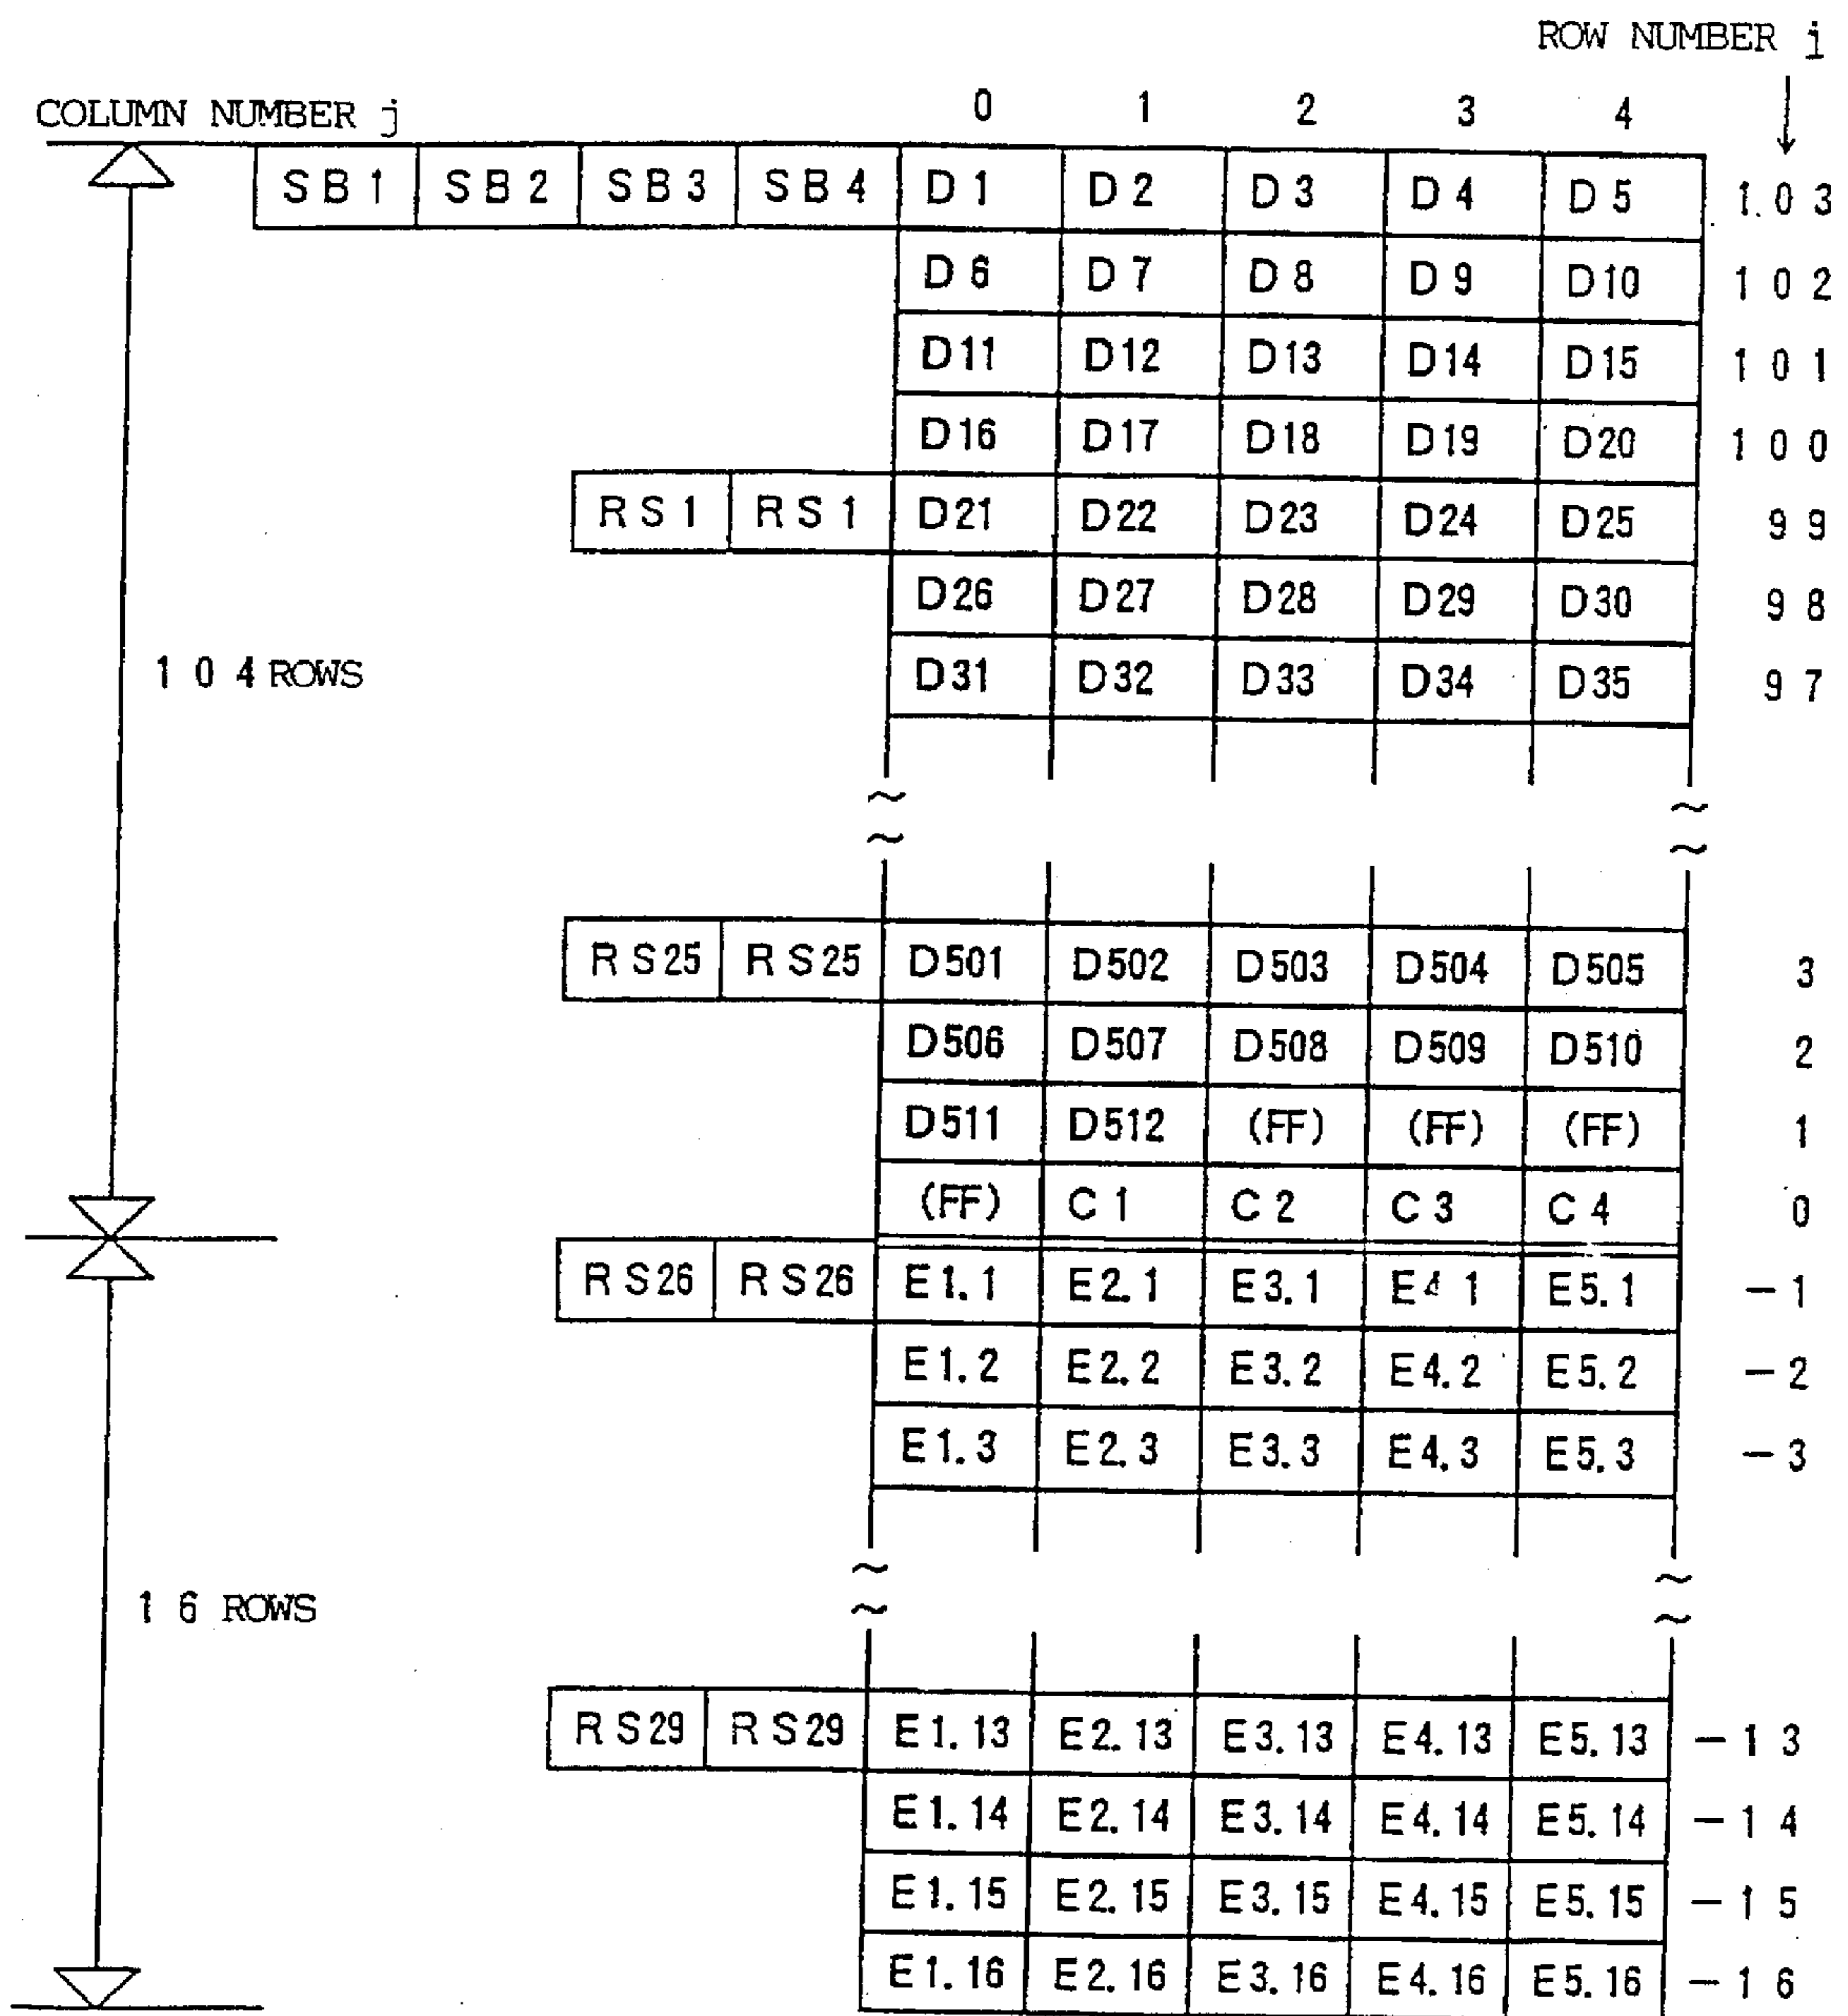 ROW NUMBER i
COLUMN NUMBER j 0 1 2 3 4
SB1 SB2 SB3 SB4 D1 D2 D3 D4 D5 1.03
D6 D7 D8 D9 D10 102
D11 D12 D13 D14 D15 101
D16 D17 D18 D19 D20 100
RS1 RS1 D21 D22 D23 D24 D25 99
D26 D27 D28 D29 D30 98
104 ROWS D31 D32 D33 D34 D35 97
RS25 RS25 D501 D502 D503 D504 D505 3
D506 D507 D508 D509 D510 2
D511 D512 (FF) (FF) (FF) 1
(FF) C1 C2 C3 C4 0
RS26 RS26 E1.1 E2.1 E3.1 E4 1 E5.1 -1
E1.2 E2.2 E3.2 E4.2 E5.2 -2
E1.3 E2.3 E3.3 E4.3 E5.3 -3
16 ROWS
RS29 RS29 E1.13 E2.13 E3.13 E4.13 E5.13 -13
E1.14 E2.14 E3.14 E4.14 E5.14 -14
E1.15 E2.15 E3.15 E4.15 E5.15 -15
E1.16 E2.16 E3.16 E4.16 E5.16 -16